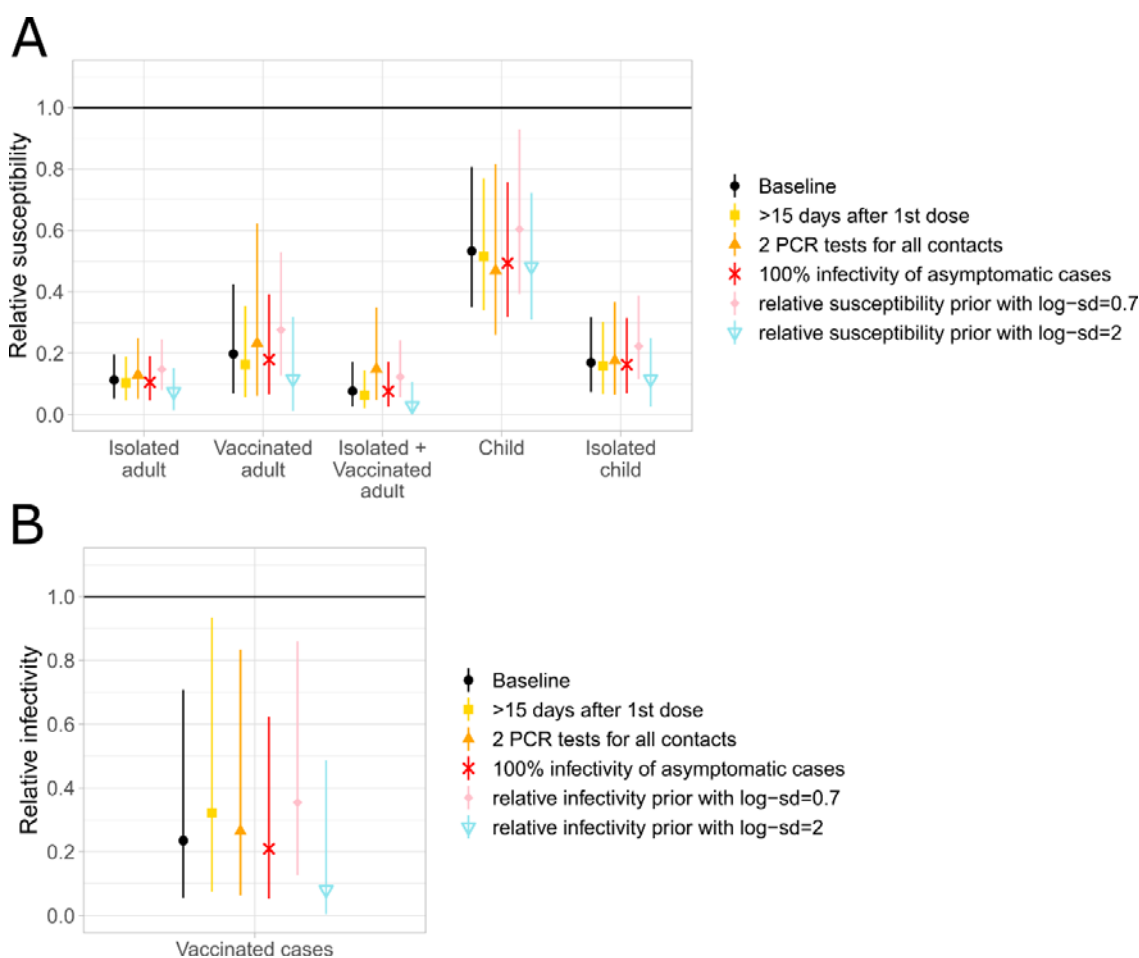 A
Relative susceptibility
1.0
0.8
0.6
0.4
0.2
0.0
Isolated
adult
Vaccinated
adult
Isolated +
Vaccinated
adult
Child
Isolated
child
Baseline
>15 days after 1st dose
2 PCR tests for all contacts
100% infectivity of asymptomatic cases
relative susceptibility prior with log−sd=0.7
relative susceptibility prior with log−sd=2
B
Relative infectivity
1.0
0.8
0.6
0.4
0.2
0.0
Vaccinated cases
Baseline
>15 days after 1st dose
2 PCR tests for all contacts
100% infectivity of asymptomatic cases
relative infectivity prior with log−sd=0.7
relative infectivity prior with log−sd=2